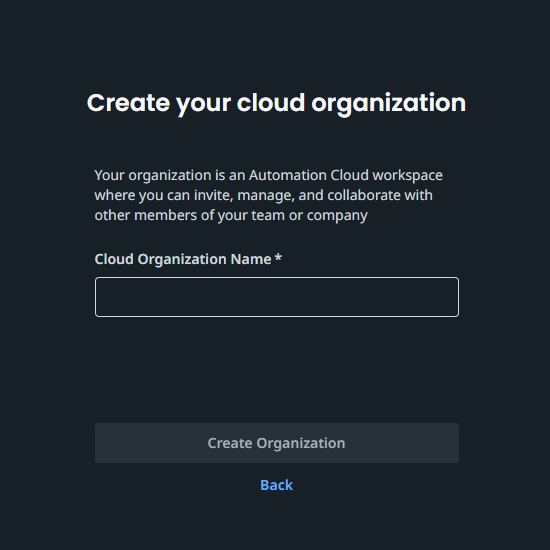 Create your cloud organization
Your organization is an Automation Cloud workspace
where you can invite, manage, and collaborate with
other members of your team or company
Cloud Organization Name *
Create Organization
Back